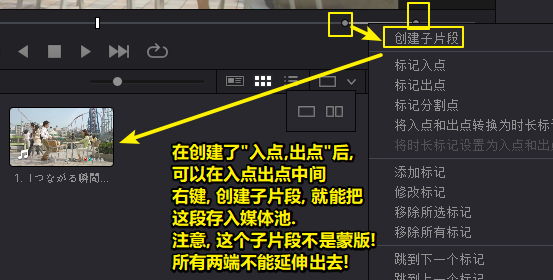 创建子片段
标记入点
标记出点
标记分割点
将入点和出点转换为时长标
将时长标记设置为入点和出
添加标记
修改标记
移除所选标记
移除所有标记
跳到下一个标记
跳到上一个标记
1. 1つながる瞬間...
在创建了"入点,出点"后,
可以在入点出点中间
右键, 创建子片段, 就能把
这段存入媒体池.
注意, 这个子片段不是蒙版!
所有两端不能延伸出去!